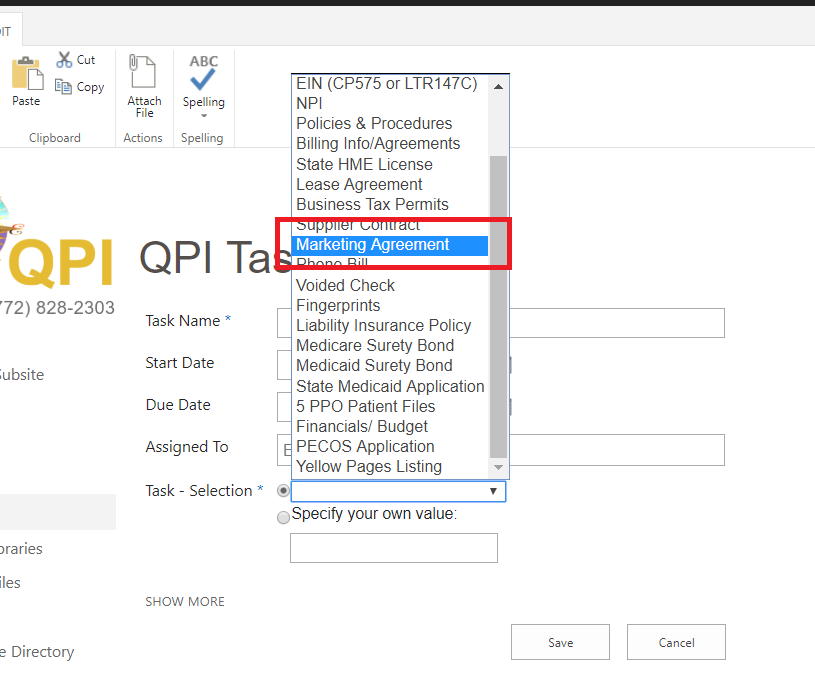 IT
Cut
Copy
Paste
Attach
File
ABC
Spelling
Clipboard
Actions
Spelling
EIN (CP575 or LTR147C)
NPI
Policies & Procedures
Billing Info/Agreements
State HME License
Lease Agreement
Business Tax Permits
Supplier Contract
Marketing Agreement
Phone Bill
Voided Check
Fingerprints
Liability Insurance Policy
Medicare Surety Bond
Medicaid Surety Bond
State Medicaid Application
5 PPO Patient Files
Financials/ Budget
PECOS Application
Yellow Pages Listing
QPI
772) 828-2303
QPI Tas
Task Name *
Start Date
Due Date
Assigned To
E
Task - Selection *
Specify your own value:
Subsite
braries
iles
e Directory
SHOW MORE
Save
Cancel